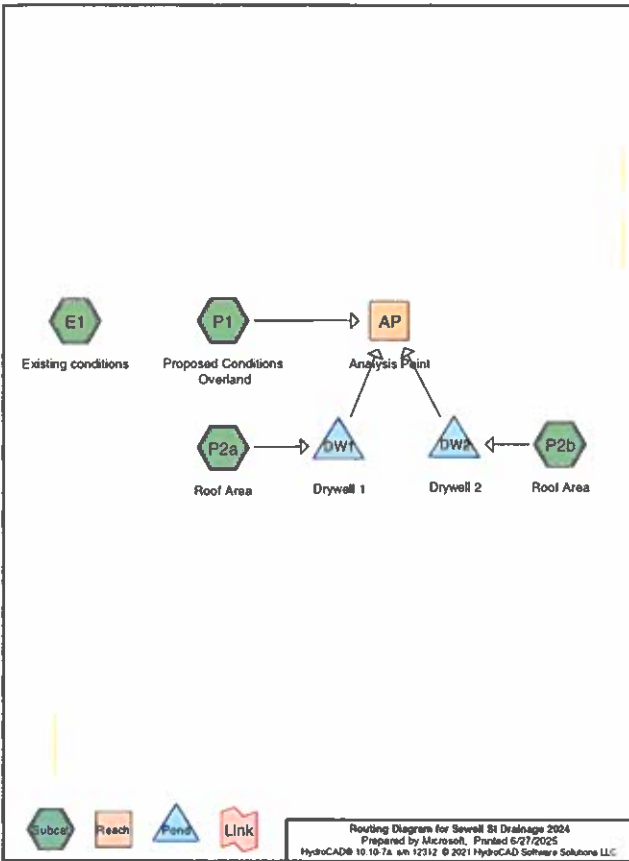 E1
P1
AP
Existing conditions
Proposed Conditions
Overland
Analysis Point
P2a
DW1
DW2
P2b
Roof Area
Drywell 1
Drywell 2
Roof Area
Subcat
Reach
Pond
Link
Routing Diagram for Sewell St Drainage 2024
Prepared by Microsoft, Printed 6/27/2025
HydroCAD® 10.10-7a s/n 12312 © 2021 HydroCAD Software Solutions LLC